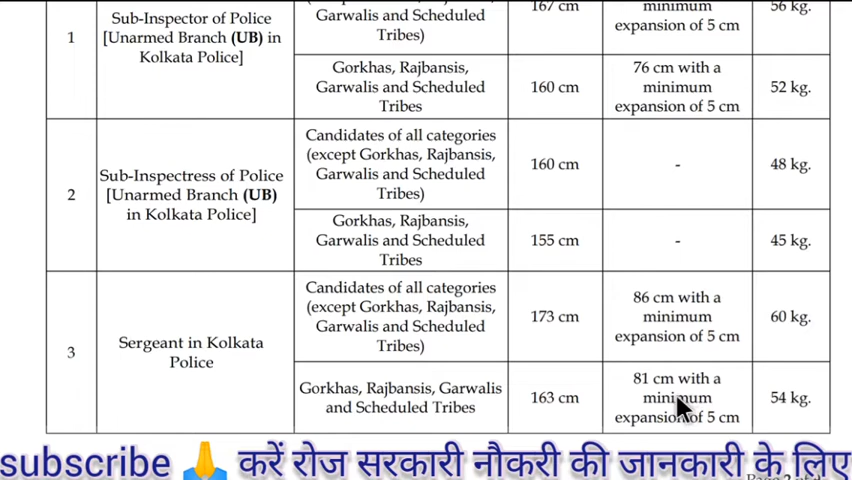 Sub-Inspector of Police
[Unarmed Branch (UB) in
Kolkata Police]
1
Garwalis and Scheduled
Tribes)
167 cm
minimum
expansion of 5 cm
56 kg.
Gorkhas, Rajbansis,
Garwalis and Scheduled
Tribes
160 cm
76 cm with a
minimum
expansion of 5 cm
52 kg.
2
Sub-Inspectress of Police
[Unarmed Branch (UB)
in Kolkata Police]
Candidates of all categories
(except Gorkhas, Rajbansis,
Garwalis and Scheduled
Tribes)
160 cm
-
48 kg.
Gorkhas, Rajbansis,
Garwalis and Scheduled
Tribes
155 cm
-
45 kg.
3
Sergeant in Kolkata
Police
Candidates of all categories
(except Gorkhas, Rajbansis,
Garwalis and Scheduled
Tribes)
173 cm
86 cm with a
minimum
expansion of 5 cm
60 kg.
Gorkhas, Rajbansis, Garwalis
and Scheduled Tribes
163 cm
81 cm with a
minimum
expansion of 5 cm
54 kg.
subscribe 🙏 करें रोज सरकारी नौकरी की जानकारी के लिए